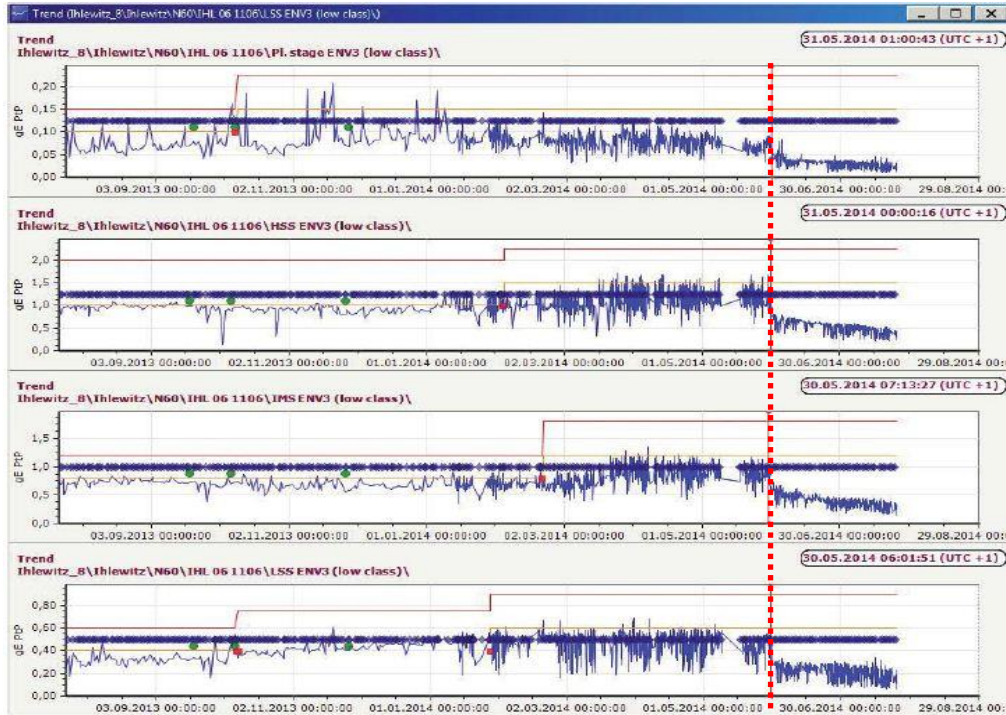 Trend (Ihlewitz_8\Ihlewitz\N60\IHL 06 1106\LSS ENV3 (low class)\)
Trend
31.05.2014 01:00:43 (UTC +1)
Ihlewitz_8\Ihlewitz\N60\IHL 06 1106\Pl. stage ENV3 (low class)\
gE PtP
0,20
0,15
0,10
0,05
0,00
03.09.2013 00:00:00 02.11.2013 00:00:00 01.01.2014 00:00:00 02.03.2014 00:00:00 01.05.2014 00:00:00 30.06.2014 00:00:00 29.08.2014 00:0
Trend
31.05.2014 00:00:16 (UTC +1)
Ihlewitz_8\Ihlewitz\N60\IHL 06 1106\HSS ENV3 (low class)\
gE PtP
2,0
1,5
1,0
0,5
0,0
03.09.2013 00:00:00 02.11.2013 00:00:00 01.01.2014 00:00:00 02.03.2014 00:00:00 01.05.2014 00:00:00 30.06.2014 00:00:00 29.08.2014 00:0
Trend
30.05.2014 07:13:27 (UTC +1)
Ihlewitz_8\Ihlewitz\N60\IHL 06 1106\IMS ENV3 (low class)\
gE PtP
1,5
1,0
0,5
0,0
03.09.2013 00:00:00 02.11.2013 00:00:00 01.01.2014 00:00:00 02.03.2014 00:00:00 01.05.2014 00:00:00 30.06.2014 00:00:00 29.08.2014 00:0
Trend
30.05.2014 06:01:51 (UTC +1)
Ihlewitz_8\Ihlewitz\N60\IHL 06 1106\LSS ENV3 (low class)\
gE PtP
0,80
0,60
0,40
0,20
0,00
03.09.2013 00:00:00 02.11.2013 00:00:00 01.01.2014 00:00:00 02.03.2014 00:00:00 01.05.2014 00:00:00 30.06.2014 00:00:00 29.08.2014 00:0